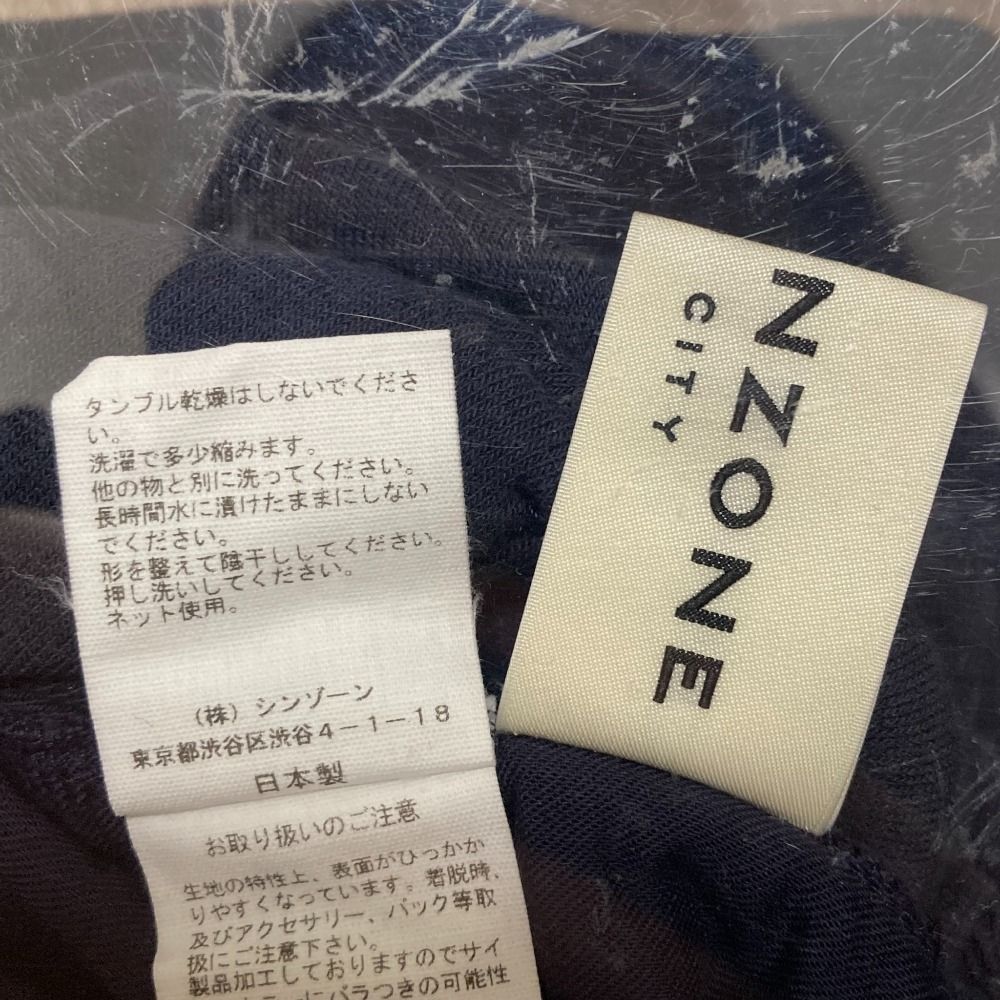 タンブル乾燥はしないでくださ
い。
洗濯で多少縮みます。
他の物と別に洗ってください。
長時間水に漬けたままにしない
でください。
形を整えて陰干ししてください。
押し洗いしてください。
ネット使用。
(株) シンゾーン
東京都渋谷区渋谷4-1-18
日本製
お取り扱いのご注意
生地の特性上、表面がひっかか
りやすくなっています。着脱時、
及びアクセサリー、バック等取
扱にご注意下さい。
製品加工しておりますのでサイ
にバラつきの可能性
NZONE
CITY